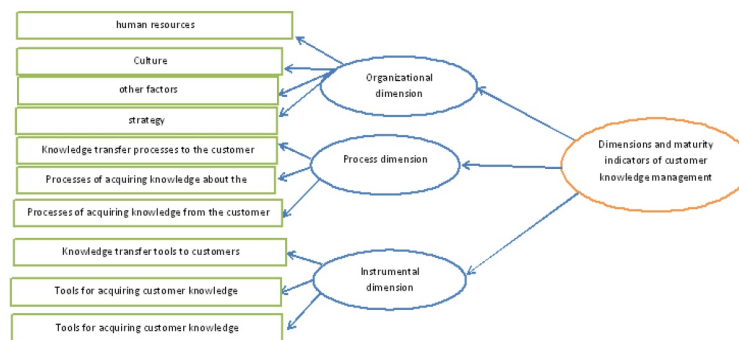 human resources
Culture
other factors
strategy
Knowledge transfer processes to the customer
Processes of acquiring knowledge about the
Processes of acquiring knowledge from the customer
Knowledge transfer tools to customers
Tools for acquiring customer knowledge
Tools for acquiring customer knowledge
Organizational
dimension
Process dimension
Instrumental
dimension
Dimensions and maturity
indicators of customer
knowledge management